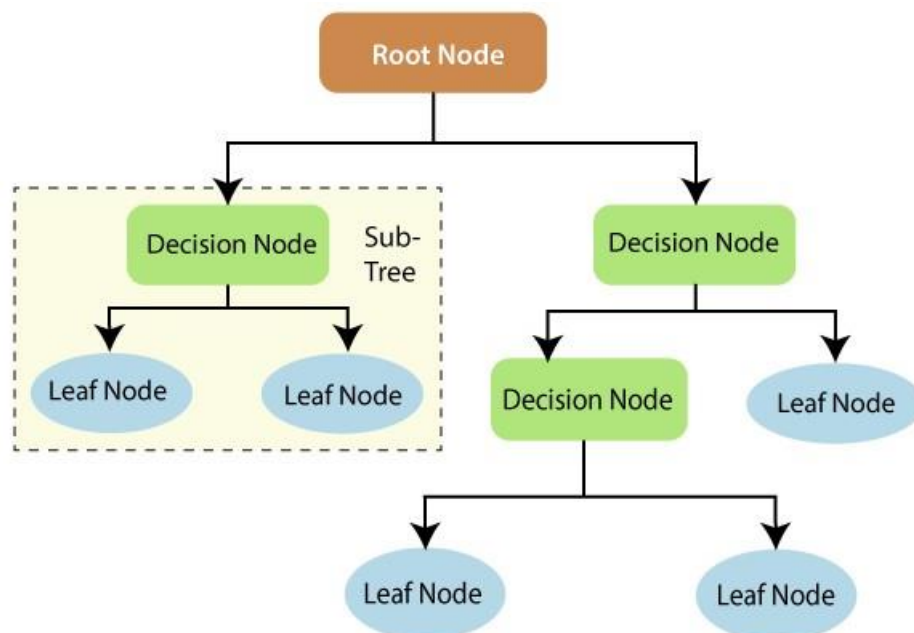 Root Node
Decision Node
Sub-
Tree
Decision Node
Leaf Node
Leaf Node
Decision Node
Leaf Node
Leaf Node
Leaf Node